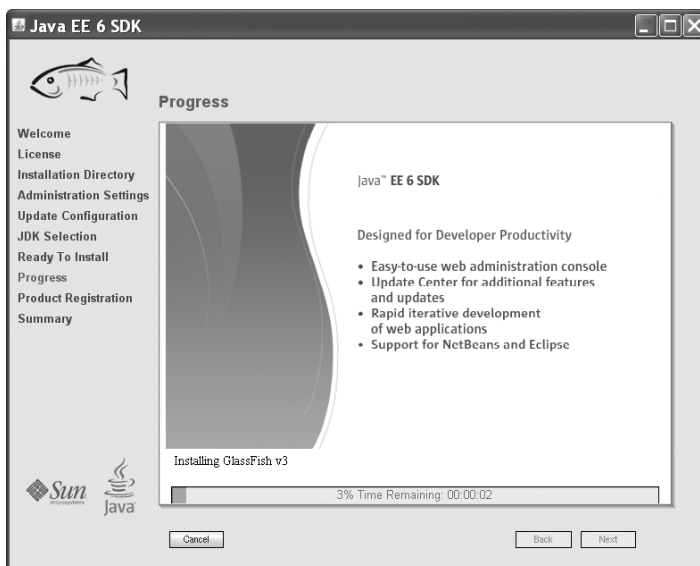 Java EE 6 SDK
Progress
Welcome
License
Installation Directory
Administration Settings
Update Configuration
JDK Selection
Ready To Install
Progress
Product Registration
Summary
Java™ EE 6 SDK
Designed for Developer Productivity
• Easy-to-use web administration console
• Update Center for additional features
and updates
• Rapid iterative development
of web applications
• Support for NetBeans and Eclipse
Installing GlassFish v3
3% Time Remaining: 00:00:02
Sun
microsystems
Java
Cancel
Back
Next